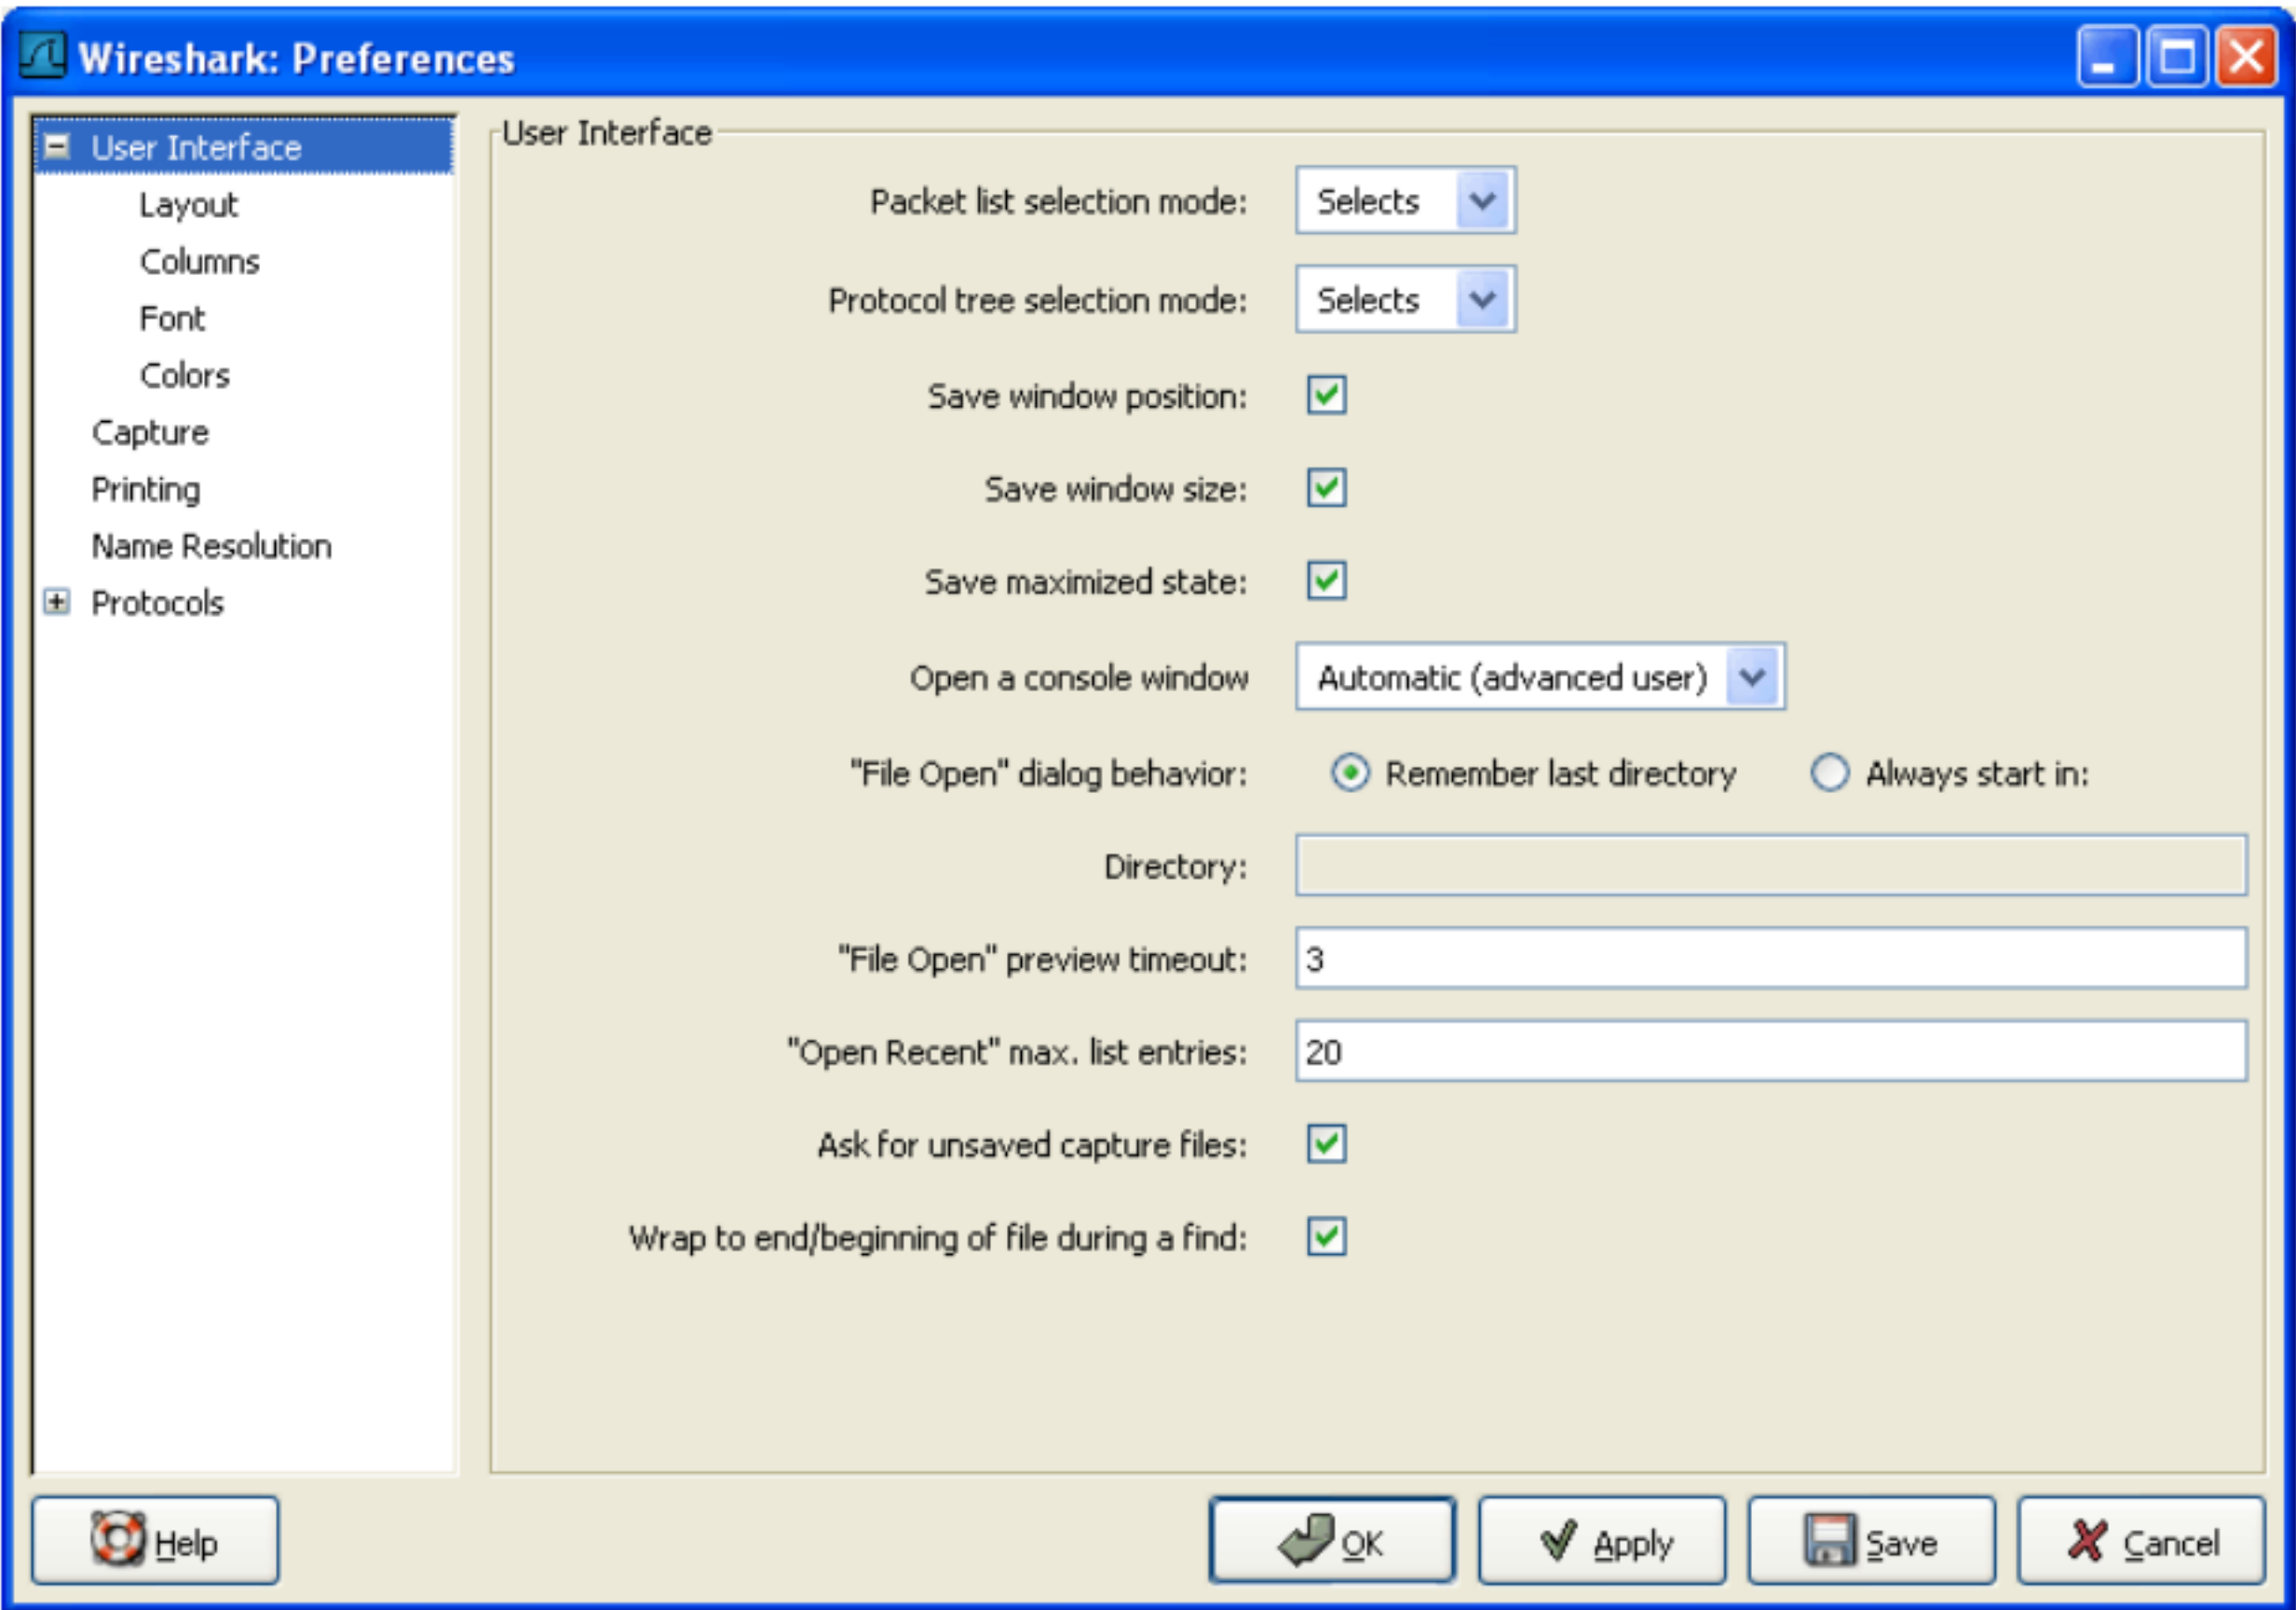 Wireshark: Preferences
User Interface
Layout
Columns
Font
Colors
Capture
Printing
Name Resolution
Protocols
User Interface
Packet list selection mode: Selects
Protocol tree selection mode: Selects
Save window position:
Save window size:
Save maximized state:
Open a console window Automatic (advanced user)
"File Open" dialog behavior: Remember last directory Always start in:
Directory:
"File Open" preview timeout: 3
"Open Recent" max. list entries: 20
Ask for unsaved capture files:
Wrap to end/beginning of file during a find:
Help OK Apply Save Cancel